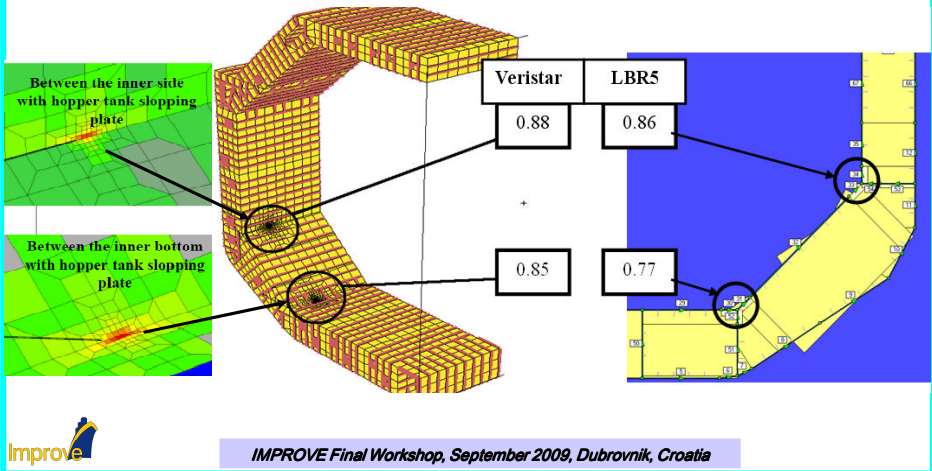 Between the inner side
with hopper tank slopping
plate
Between the inner bottom
with hopper tank slopping
plate
Veristar LBR5
0.88 0.86
0.85 0.77
Improve
IMPROVE Final Workshop, September 2009, Dubrovnik, Croatia